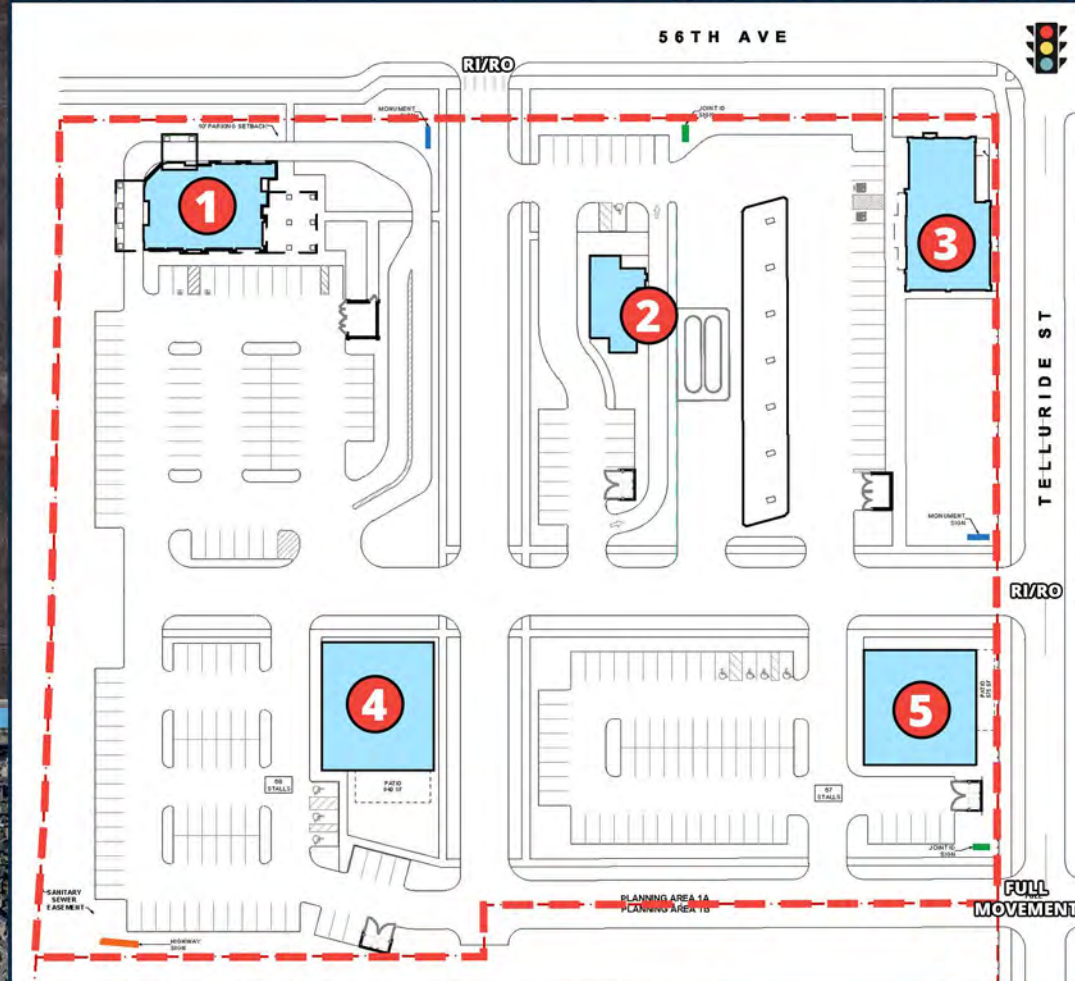 56TH AVE
RI/RO
MONUMENT
JOINT ID
SIGN
10' PARKING SETBACK
1
2
3
TELLURIDE ST
MONUMENT
SIGN
RI/RO
4
5
PATIO
PATIO
STALLS
67
STALLS
JOINT ID
SIGN
SANITARY
SEWER
EASEMENT
HIGHWAY
SIGN
PLANNING AREA 1A
PLANNING AREA 1B
FULL
MOVEMENT